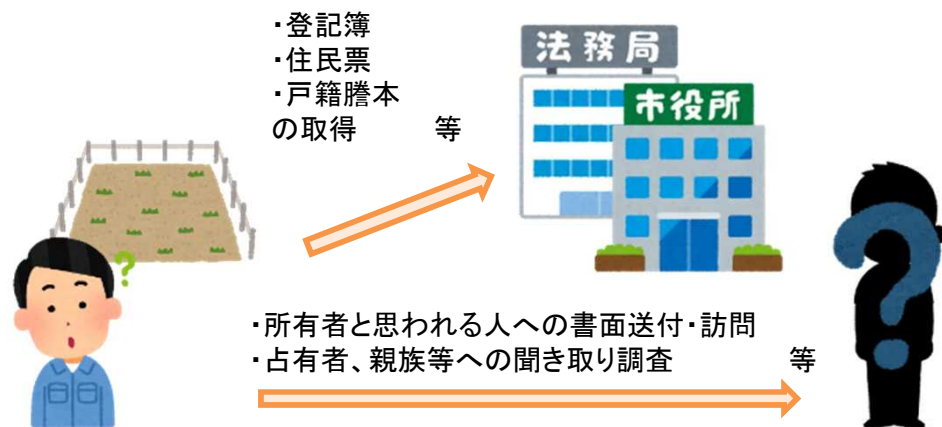 ・登記簿
・住民票
・戸籍謄本
の取得　　　等
法務局
市役所
?
?
・所有者と思われる人への書面送付・訪問
・占有者、親族等への聞き取り調査　　　　等